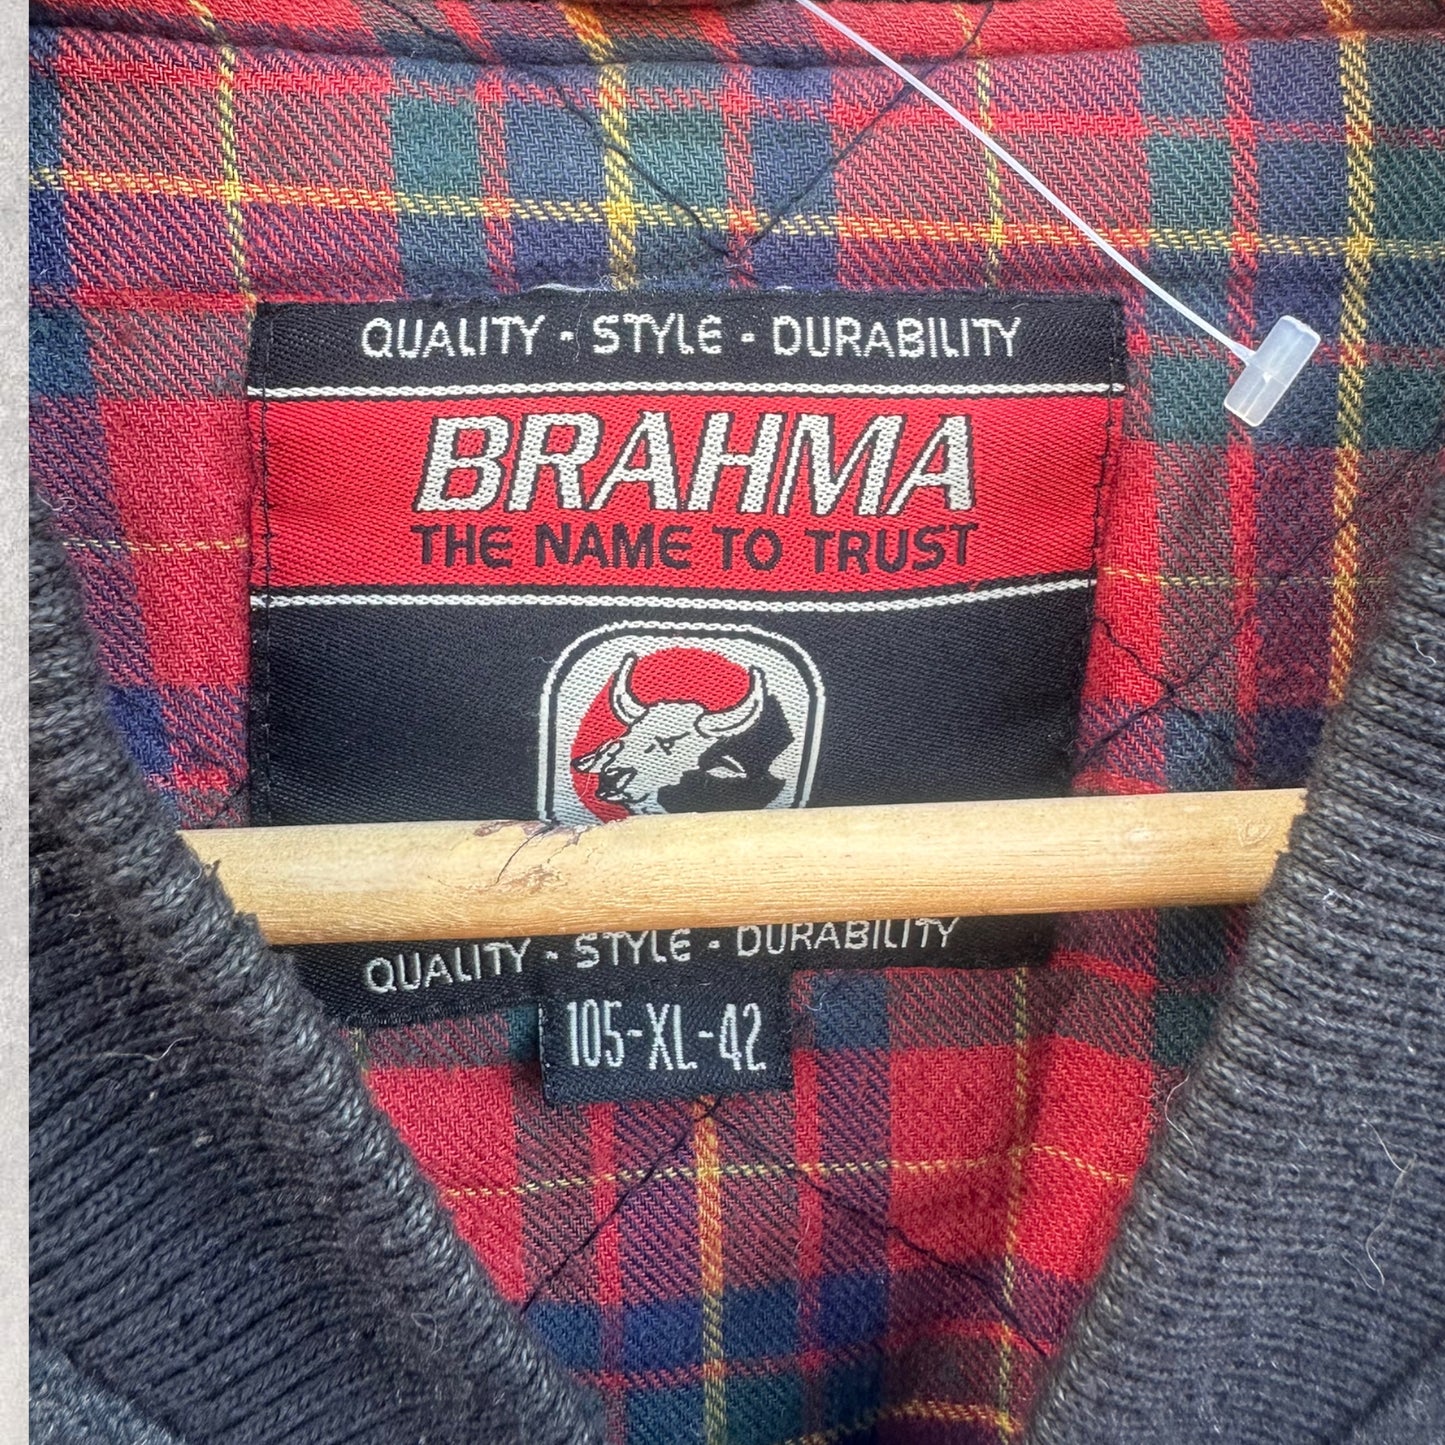 QUALITY - STYLE - DURABILITY
BRAHMA
THE NAME TO TRUST
QUALITY - STYLE - DURABILITY
105-XL-42